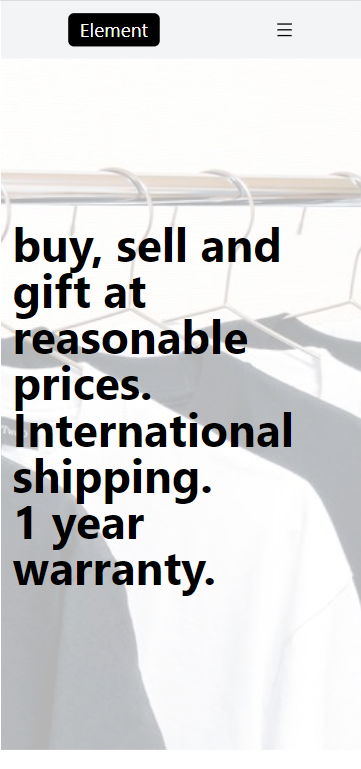 Element
buy, sell and
gift at
reasonable
prices.
International
shipping.
1 year
warranty.